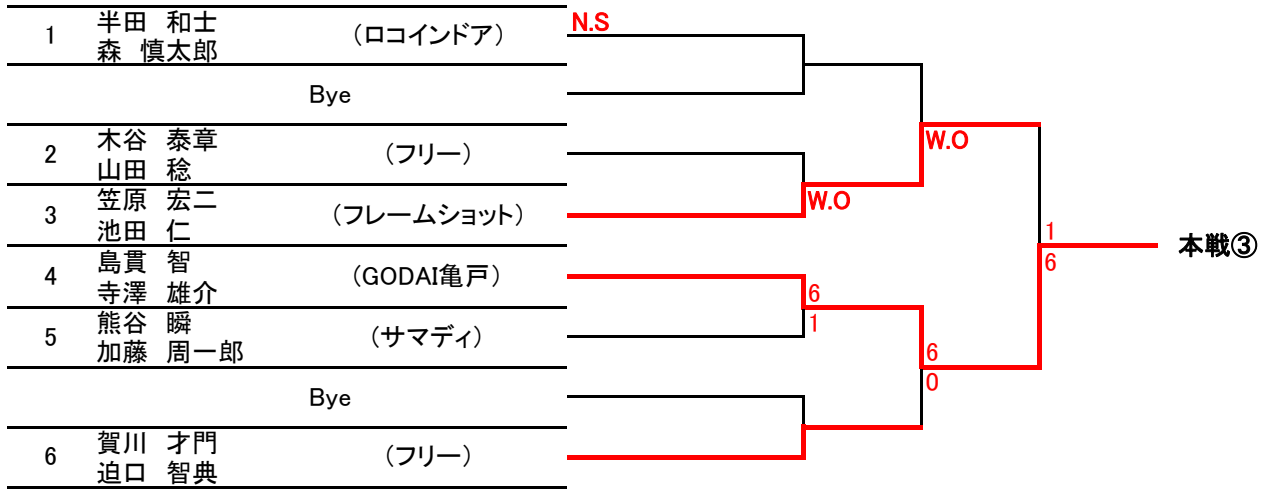 1 半田 和士 (ロコインドア) N.S
森 慎太郎
Bye
2 木谷 泰章 (フリー) W.O
山田 稔
3 笠原 宏二 (フレームショット) W.O
池田 仁
4 島貫 智 (GODAI亀戸) 6
寺澤 雄介
1
6 本戦③
5 熊谷 瞬 (サマディ) 1
加藤 周一郎
6
0
Bye
6 賀川 才門 (フリー)
迫口 智典